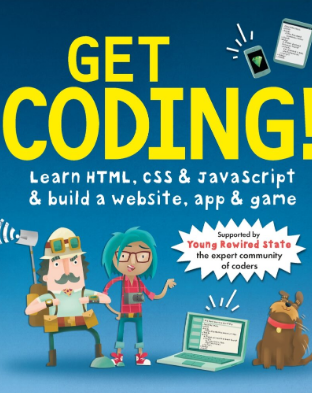 GET
CODING!
Learn HTML, CSS & JavaScript
& build a website, app & game
Supported by
Young Rewired State
the expert community
of coders